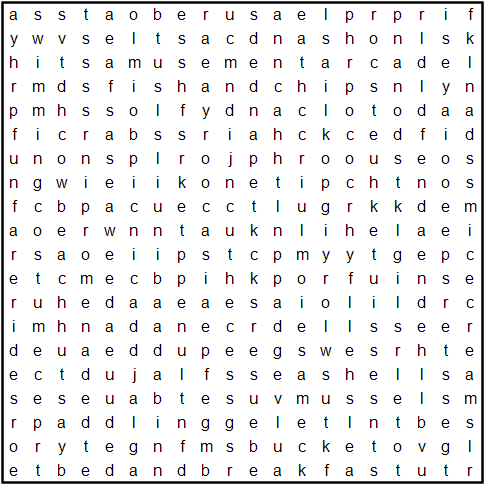 a s s t a o b e r u s a e l p r p r i f
y w v s e l t s a c d n a s h o n l s k
h i t s a m u s e m e n t a r c a d e l
r m d s f i s h a n d c h i p s n l y n
p m h s s o l f y d n a c l o t o d a a
f i c r a b s s r i a h c k c e d f i d
u n o n s p l r o j p h r o o u s e o s
n g w i e i i k o n e t i p c h t n o s
f c b p a c u e c c t l u g r k k d e m
a o e r w n n t a u k n l i h e l a e i
r s a o e i i p s t c p m y y t g e p c
e t c m e c b p i h k p o r f u i n s e
r u h e d a a e a e s a i o l i l d r c
i m h n a d a n e c r d e l l s s e e r
d e u a e d d u p e e g s w e s r h t e
e c t d u j a l f s s e a s h e l l s a
s e s e u a b t e s u v m u s s e l s m
r p a d d l i n g g e l e t l n t b e s
o r y t e g n f m s b u c k e t o v g l
e t b e d a n d b r e a k f a s t u t r